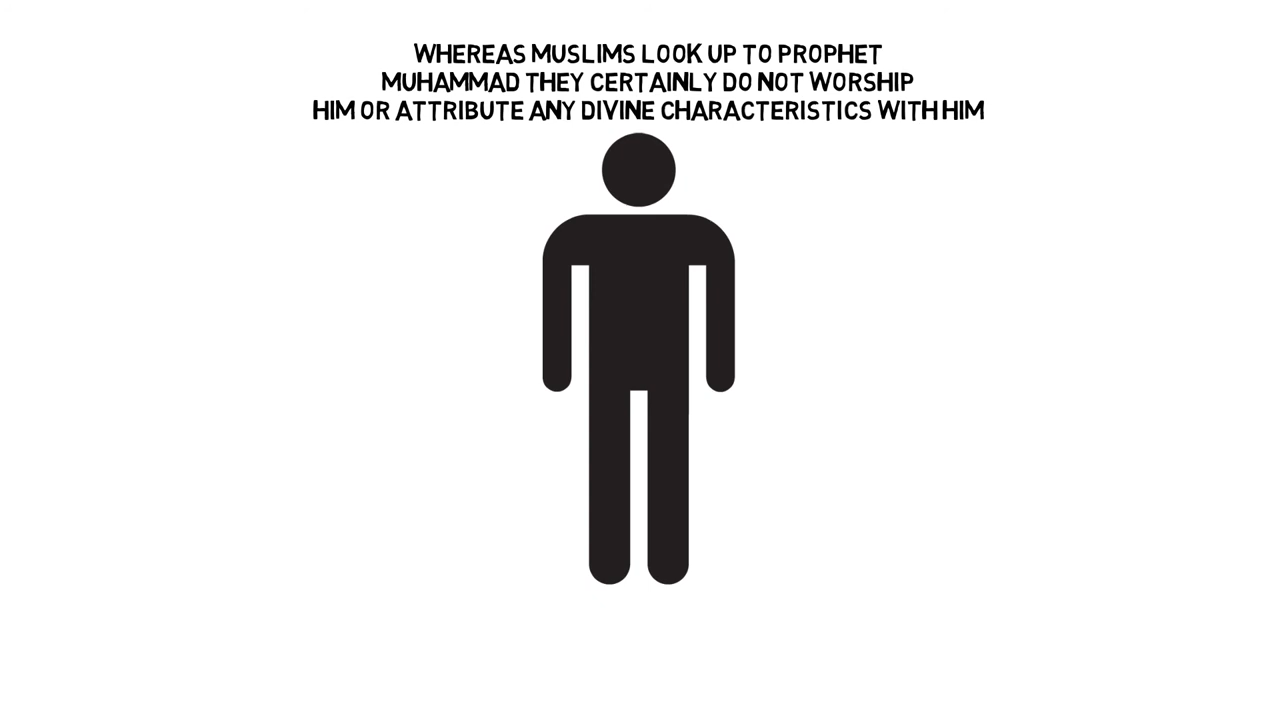 WHEREAS MUSLIMS LOOK UP TO PROPHET
MUHAMMAD THEY CERTAINLY DO NOT WORSHIP
HIM OR ATTRIBUTE ANY DIVINE CHARACTERISTICS WITH HIM